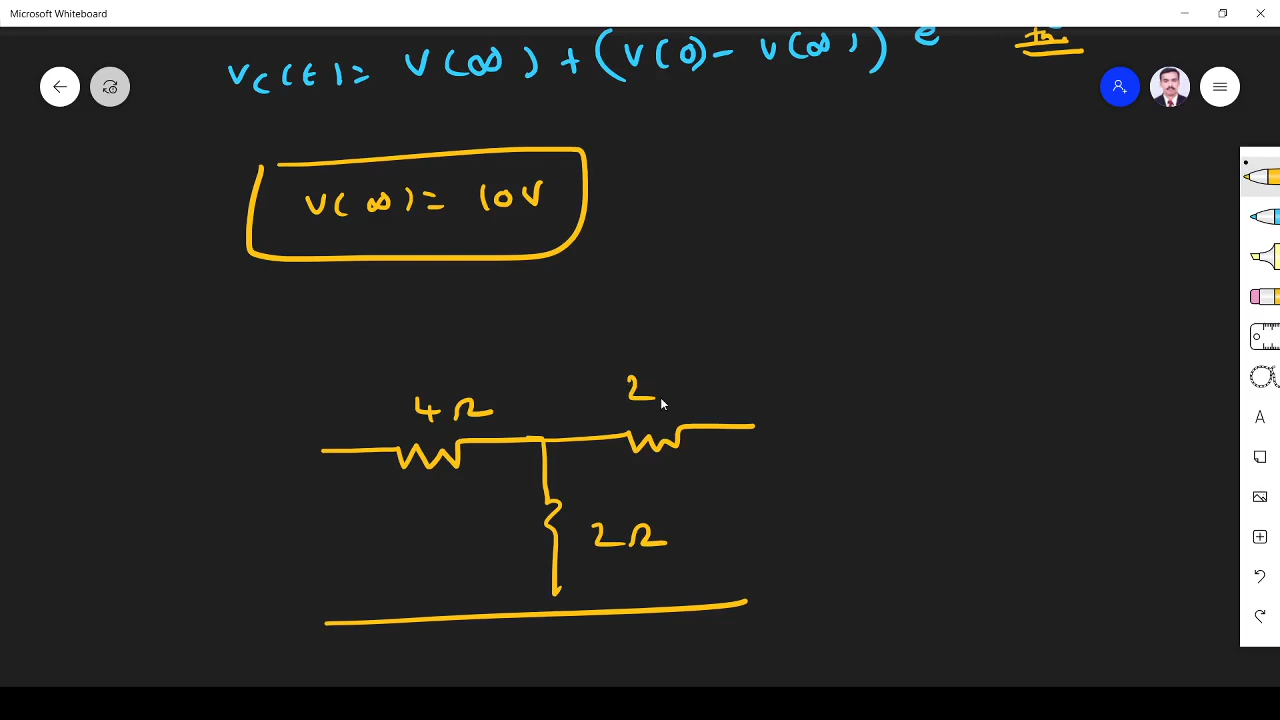 Microsoft Whiteboard
vc(t)= v(∞)+(v(0)-v(∞)) e
v(∞)= 10V
4Ω
2
2Ω
A